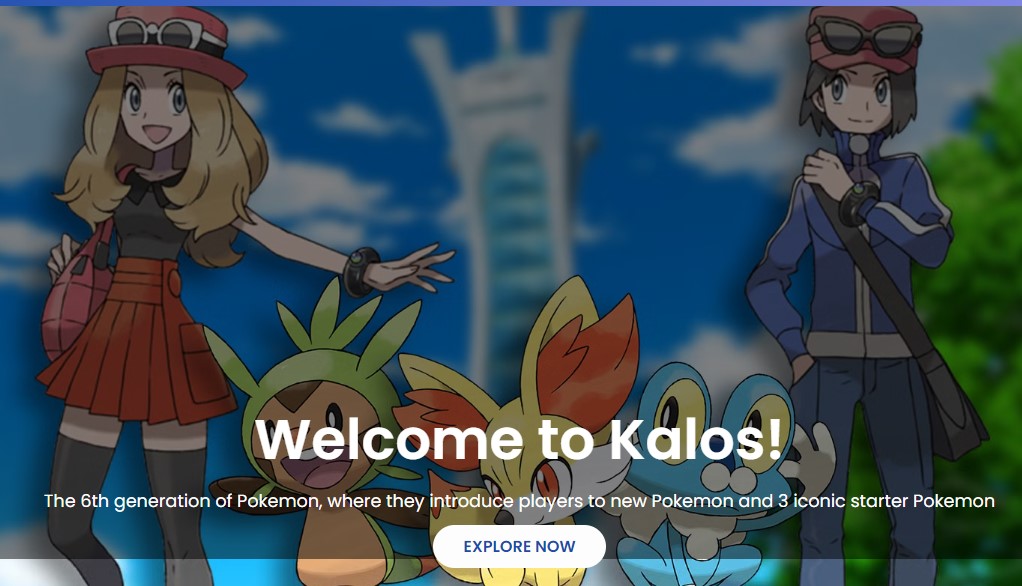 Welcome to Kalos!
The 6th generation of Pokemon, where they introduce players to new Pokemon and 3 iconic starter Pokemon
EXPLORE NOW